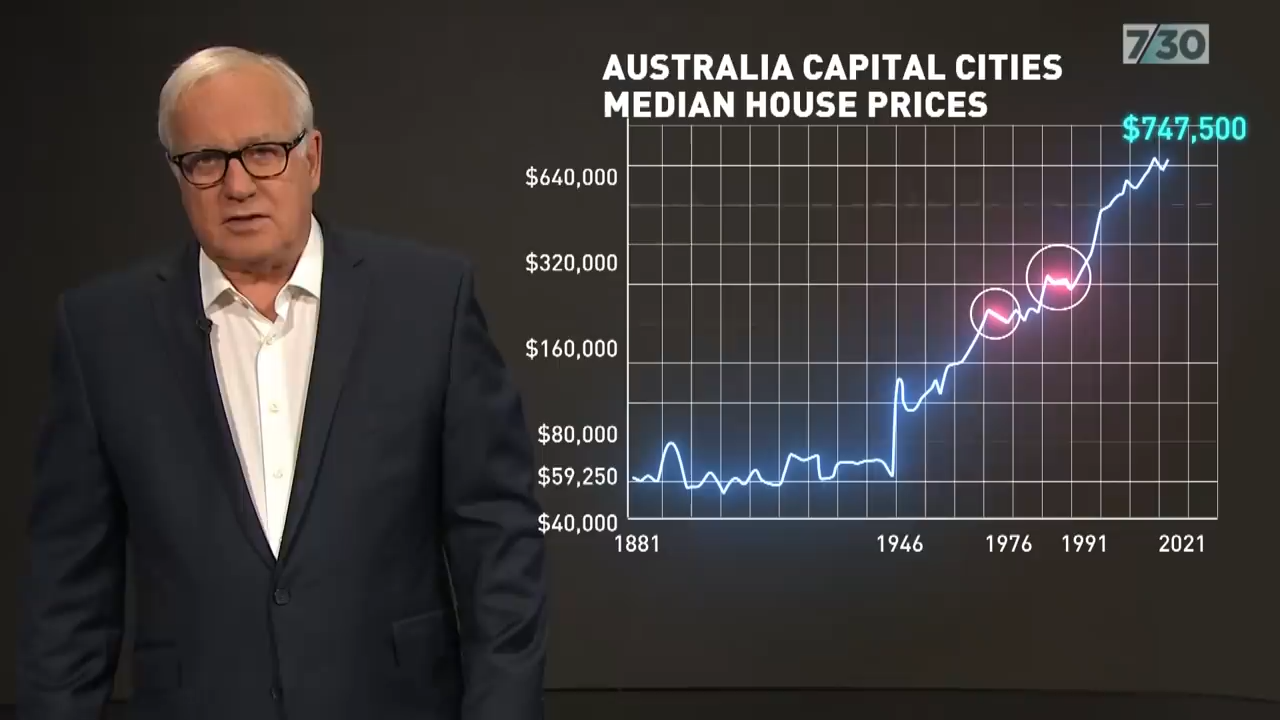 7/30
AUSTRALIA CAPITAL CITIES
MEDIAN HOUSE PRICES
$747,500
$640,000
$320,000
$160,000
$80,000
$59,250
$40,000
1881 1946 1976 1991 2021